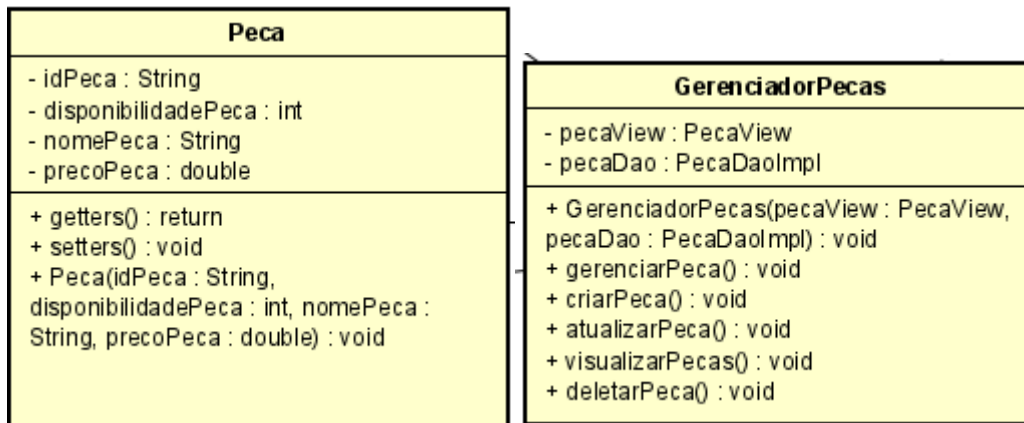 Peca
- idPeca : String
- disponibilidadePeca : int
- nomePeca : String
- precoPeca : double
+ getters() : return
+ setters() : void
+ Peca(idPeca : String,
disponibilidadePeca : int, nomePeca :
String, precoPeca : double) : void
GerenciadorPecas
- pecaView : PecaView
- pecaDao : PecaDaoImpl
+ GerenciadorPecas(pecaView : PecaView,
pecaDao : PecaDaoImpl) : void
+ gerenciarPeca() : void
+ criarPeca() : void
+ atualizarPeca() : void
+ visualizarPecas() : void
+ deletarPeca() : void